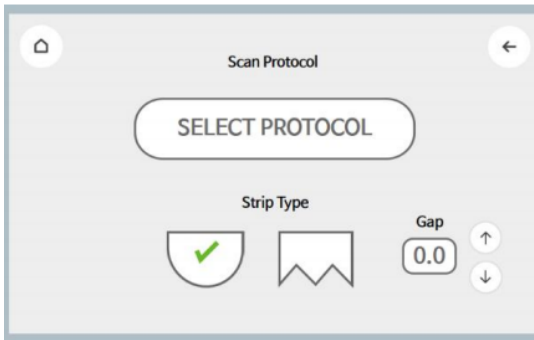 Scan Protocol
SELECT PROTOCOL
Strip Type
Gap
0.0